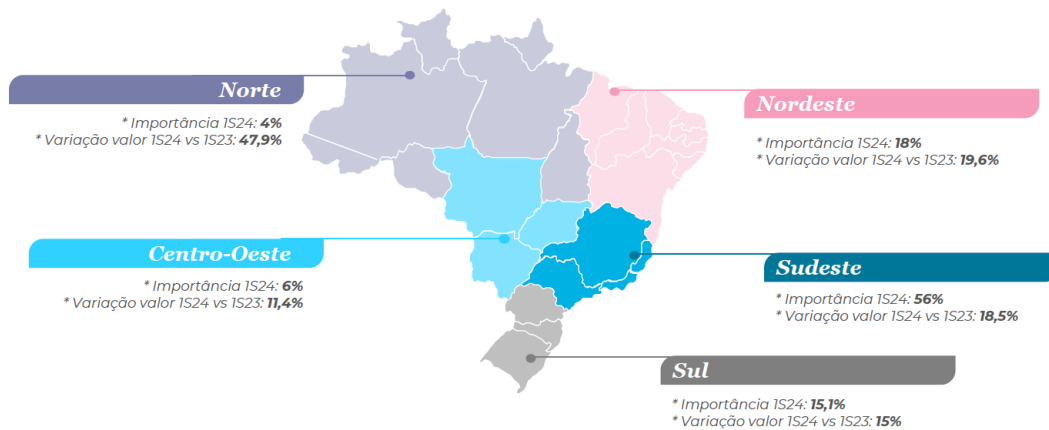 Norte
* Importância 1S24: 4%
* Variação valor 1S24 vs 1S23: 47,9%
Nordeste
* Importância 1S24: 18%
* Variação valor 1S24 vs 1S23: 19,6%
Centro-Oeste
* Importância 1S24: 6%
* Variação valor 1S24 vs 1S23: 11,4%
Sudeste
* Importância 1S24: 56%
* Variação valor 1S24 vs 1S23: 18,5%
Sul
* Importância 1S24: 15,1%
* Variação valor 1S24 vs 1S23: 15%